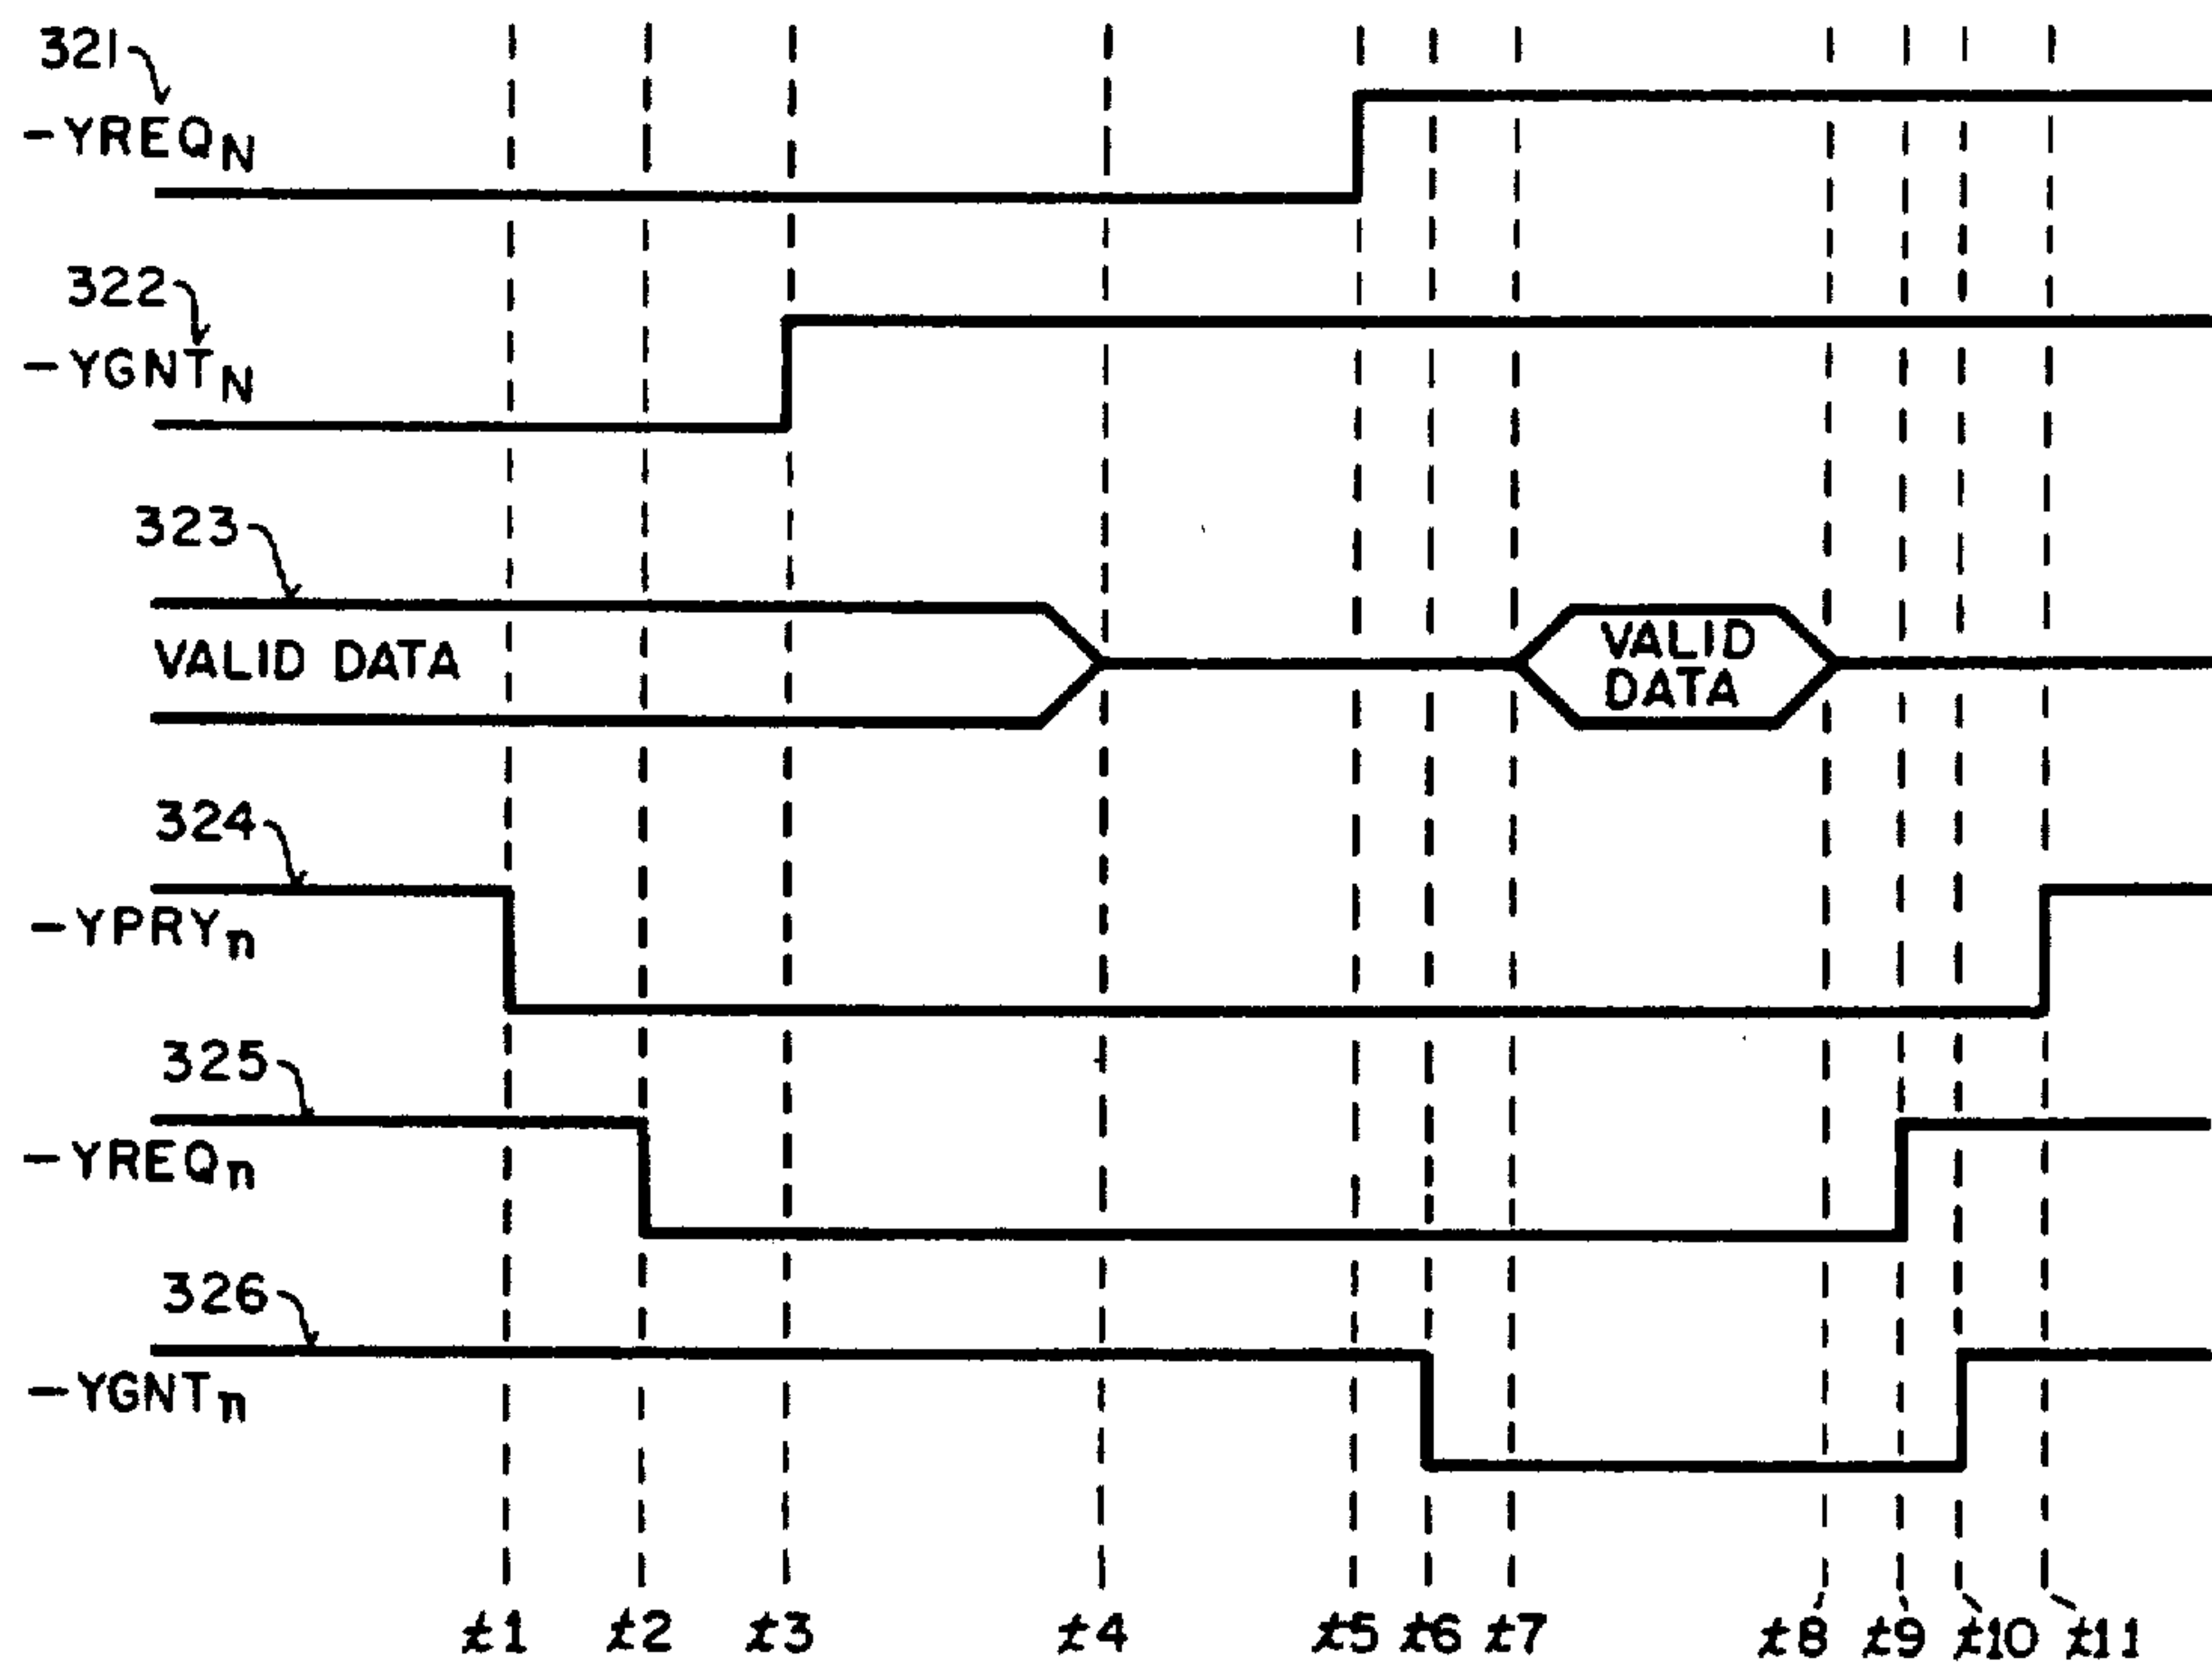 321
-YREQN
322
-YGNTN
323
VALID DATA
VALID
DATA
324
-YPRYn
325
-YREQn
326
-YGNTn
t1 t2 t3 t4 t5 t6 t7 t8 t9 t10 t11